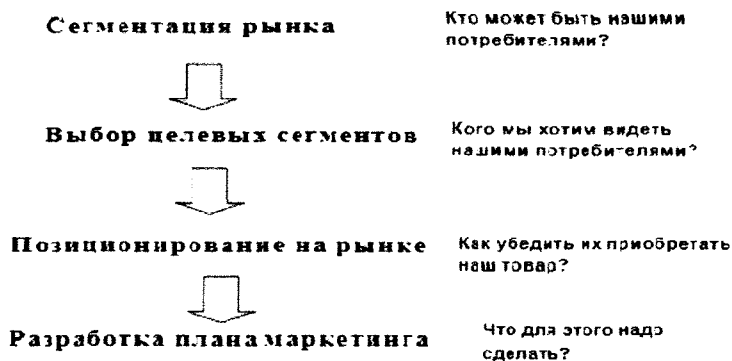 Сегментация рынка
Кто может быть нашими
потребителями?
Выбор целевых сегментов
Кого мы хотим видеть
нашими потребителями?
Позиционирование на рынке
Как убедить их приобретать
наш товар?
Разработка плана маркетинга
Что для этого надо
сделать?